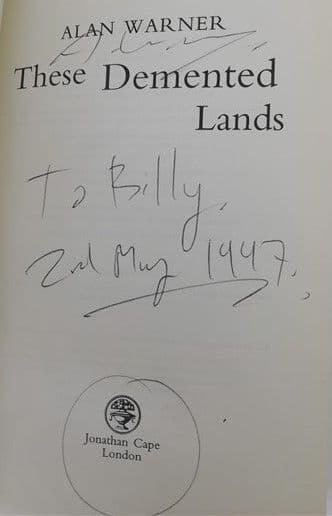 ALAN WARNER
These Demented
Lands
To Billy,
2nd May 1997.
Jonathan Cape
London